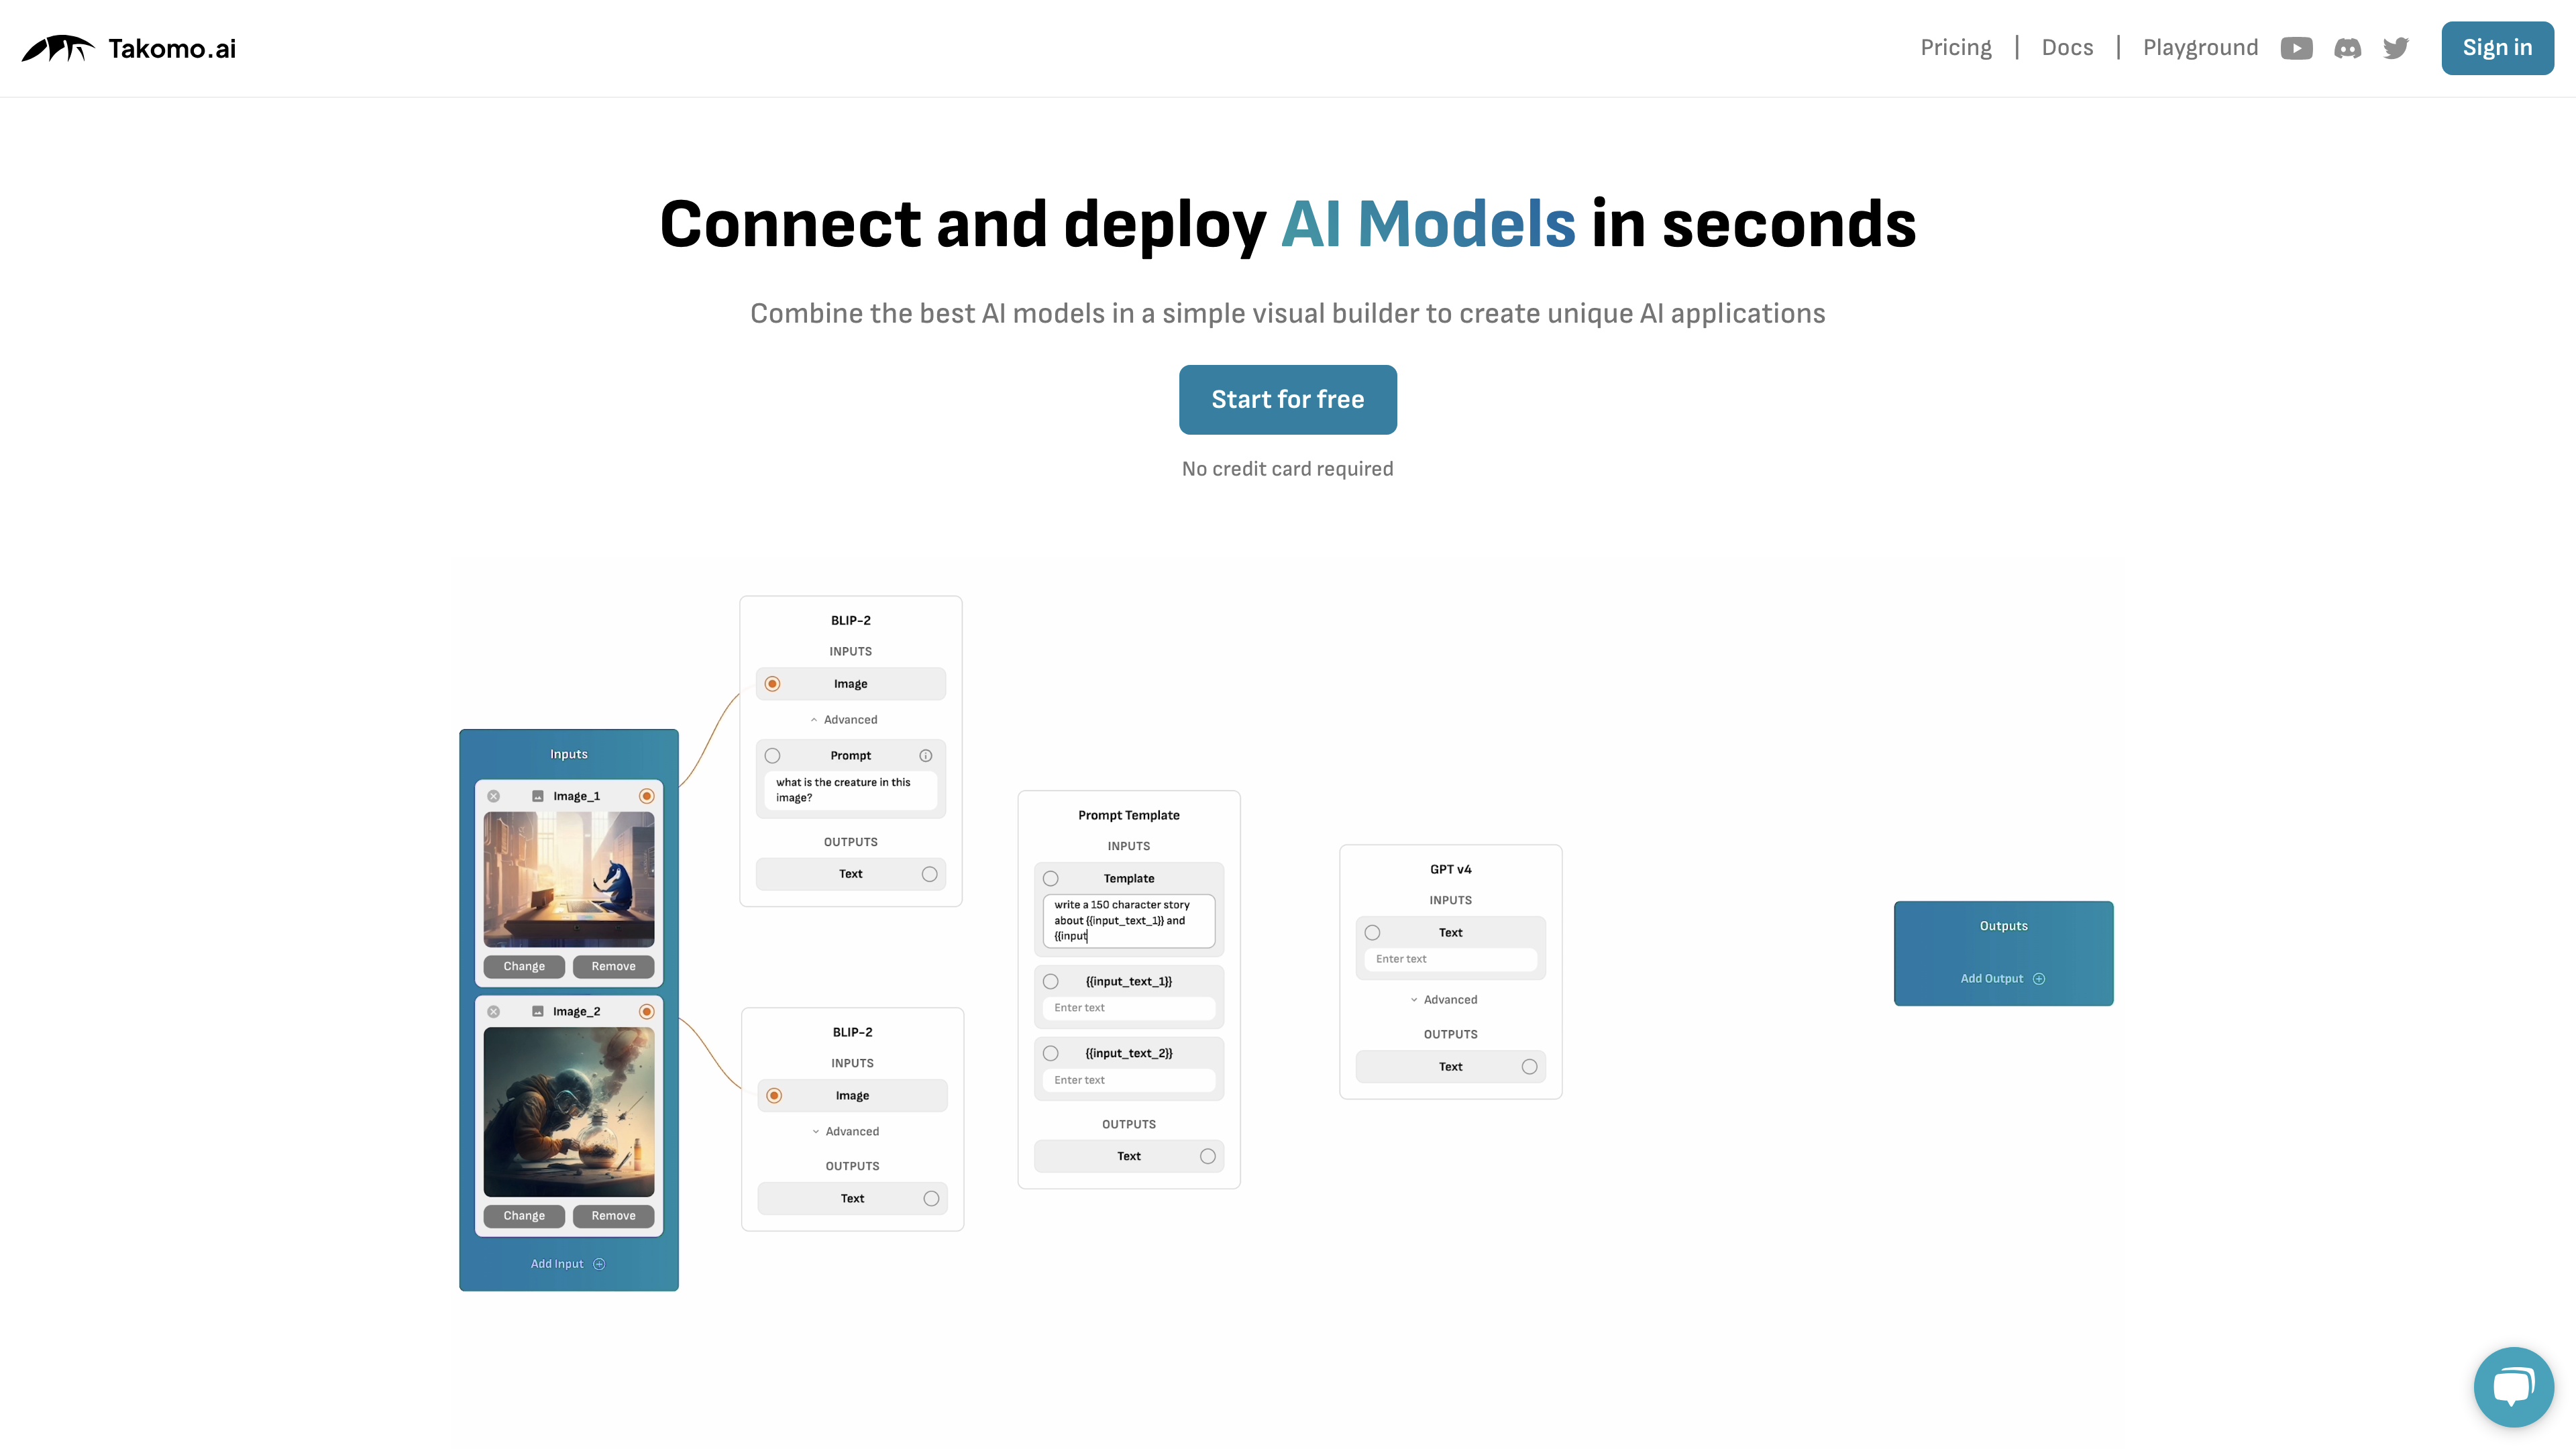 Takomo.ai
Pricing | Docs | Playground
Sign in
Connect and deploy AI Models in seconds
Combine the best AI models in a simple visual builder to create unique AI applications
Start for free
No credit card required
Inputs
Image_1
Change Remove
Image_2
Change Remove
Add Input
BLIP-2
INPUTS
Image
Advanced
Prompt
what is the creature in this
image?
OUTPUTS
Text
BLIP-2
INPUTS
Image
Advanced
OUTPUTS
Text
Prompt Template
INPUTS
Template
write a 150 character story
about {{input_text_1}} and
{{input
{{input_text_1}}
Enter text
{{input_text_2}}
Enter text
OUTPUTS
Text
GPT v4
INPUTS
Text
Enter text
Advanced
OUTPUTS
Text
Outputs
Add Output